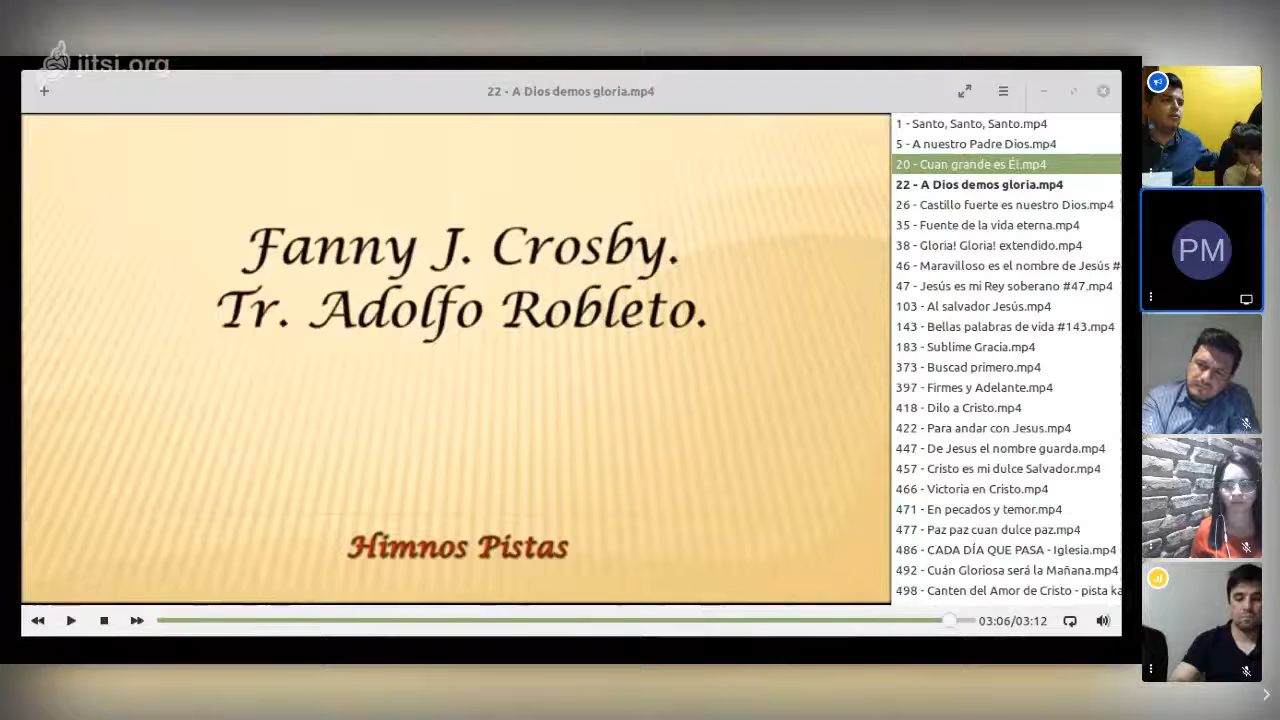 jitsi.org
22 - A Dios demos gloria.mp4
Fanny J. Crosby.
Tr. Adolfo Robleto.
Himnos Pistas
1 - Santo, Santo, Santo.mp4
5 - A nuestro Padre Dios.mp4
20 - Cuan grande es Él.mp4
22 - A Dios demos gloria.mp4
26 - Castillo fuerte es nuestro Dios.mp4
35 - Fuente de la vida eterna.mp4
38 - Gloria! Gloria! extendido.mp4
46 - Maravilloso es el nombre de Jesús #
47 - Jesús es mi Rey soberano #47.mp4
103 - Al salvador Jesús.mp4
143 - Bellas palabras de vida #143.mp4
183 - Sublime Gracia.mp4
373 - Buscad primero.mp4
397 - Firmes y Adelante.mp4
418 - Dilo a Cristo.mp4
422 - Para andar con Jesus.mp4
447 - De Jesus el nombre guarda.mp4
457 - Cristo es mi dulce Salvador.mp4
466 - Victoria en Cristo.mp4
471 - En pecados y temor.mp4
477 - Paz paz cuan dulce paz.mp4
486 - CADA DÍA QUE PASA - Iglesia.mp4
492 - Cuán Gloriosa será la Mañana.mp4
498 - Canten del Amor de Cristo - pista ka
03:06/03:12
PM